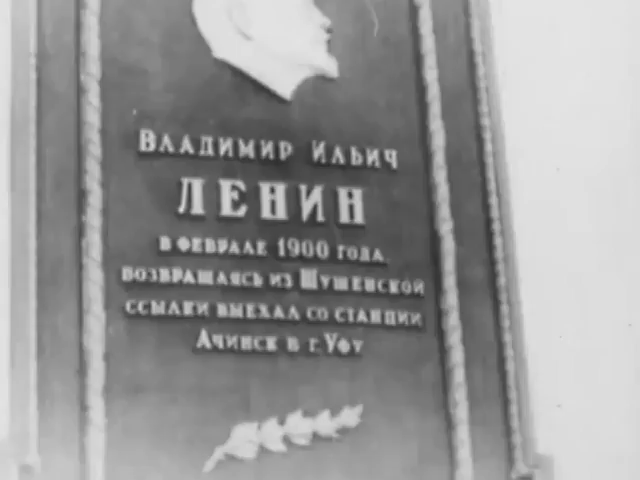 Владимир Ильич
ЛЕНИН
в феврале 1900 года,
возвращаясь из Шушенской
ссылки выехал со станции
Ачинск в г. Уфу